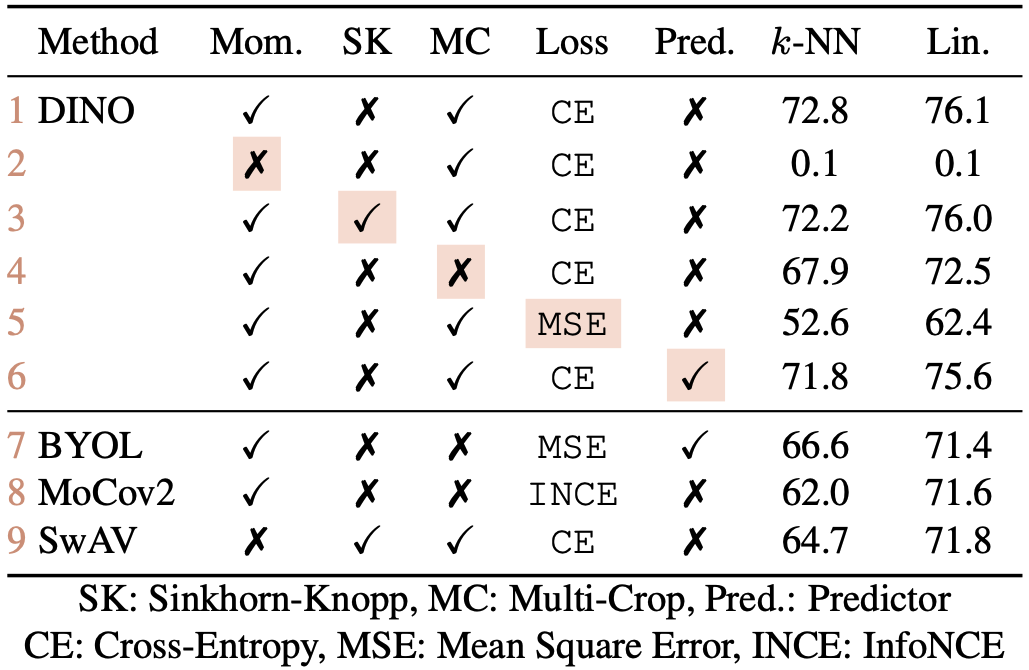 Method Mom. SK MC Loss Pred. k-NN Lin.
1 DINO ✓ ✗ ✓ CE ✗ 72.8 76.1
2 ✗ ✗ ✓ CE ✗ 0.1 0.1
3 ✓ ✓ ✓ CE ✗ 72.2 76.0
4 ✓ ✗ ✗ CE ✗ 67.9 72.5
5 ✓ ✗ ✓ MSE ✗ 52.6 62.4
6 ✓ ✗ ✓ CE ✓ 71.8 75.6
7 BYOL ✓ ✗ ✗ MSE ✓ 66.6 71.4
8 MoCov2 ✓ ✗ ✗ INCE ✗ 62.0 71.6
9 SwAV ✗ ✓ ✓ CE ✗ 64.7 71.8
SK: Sinkhorn-Knopp, MC: Multi-Crop, Pred.: Predictor
CE: Cross-Entropy, MSE: Mean Square Error, INCE: InfoNCE